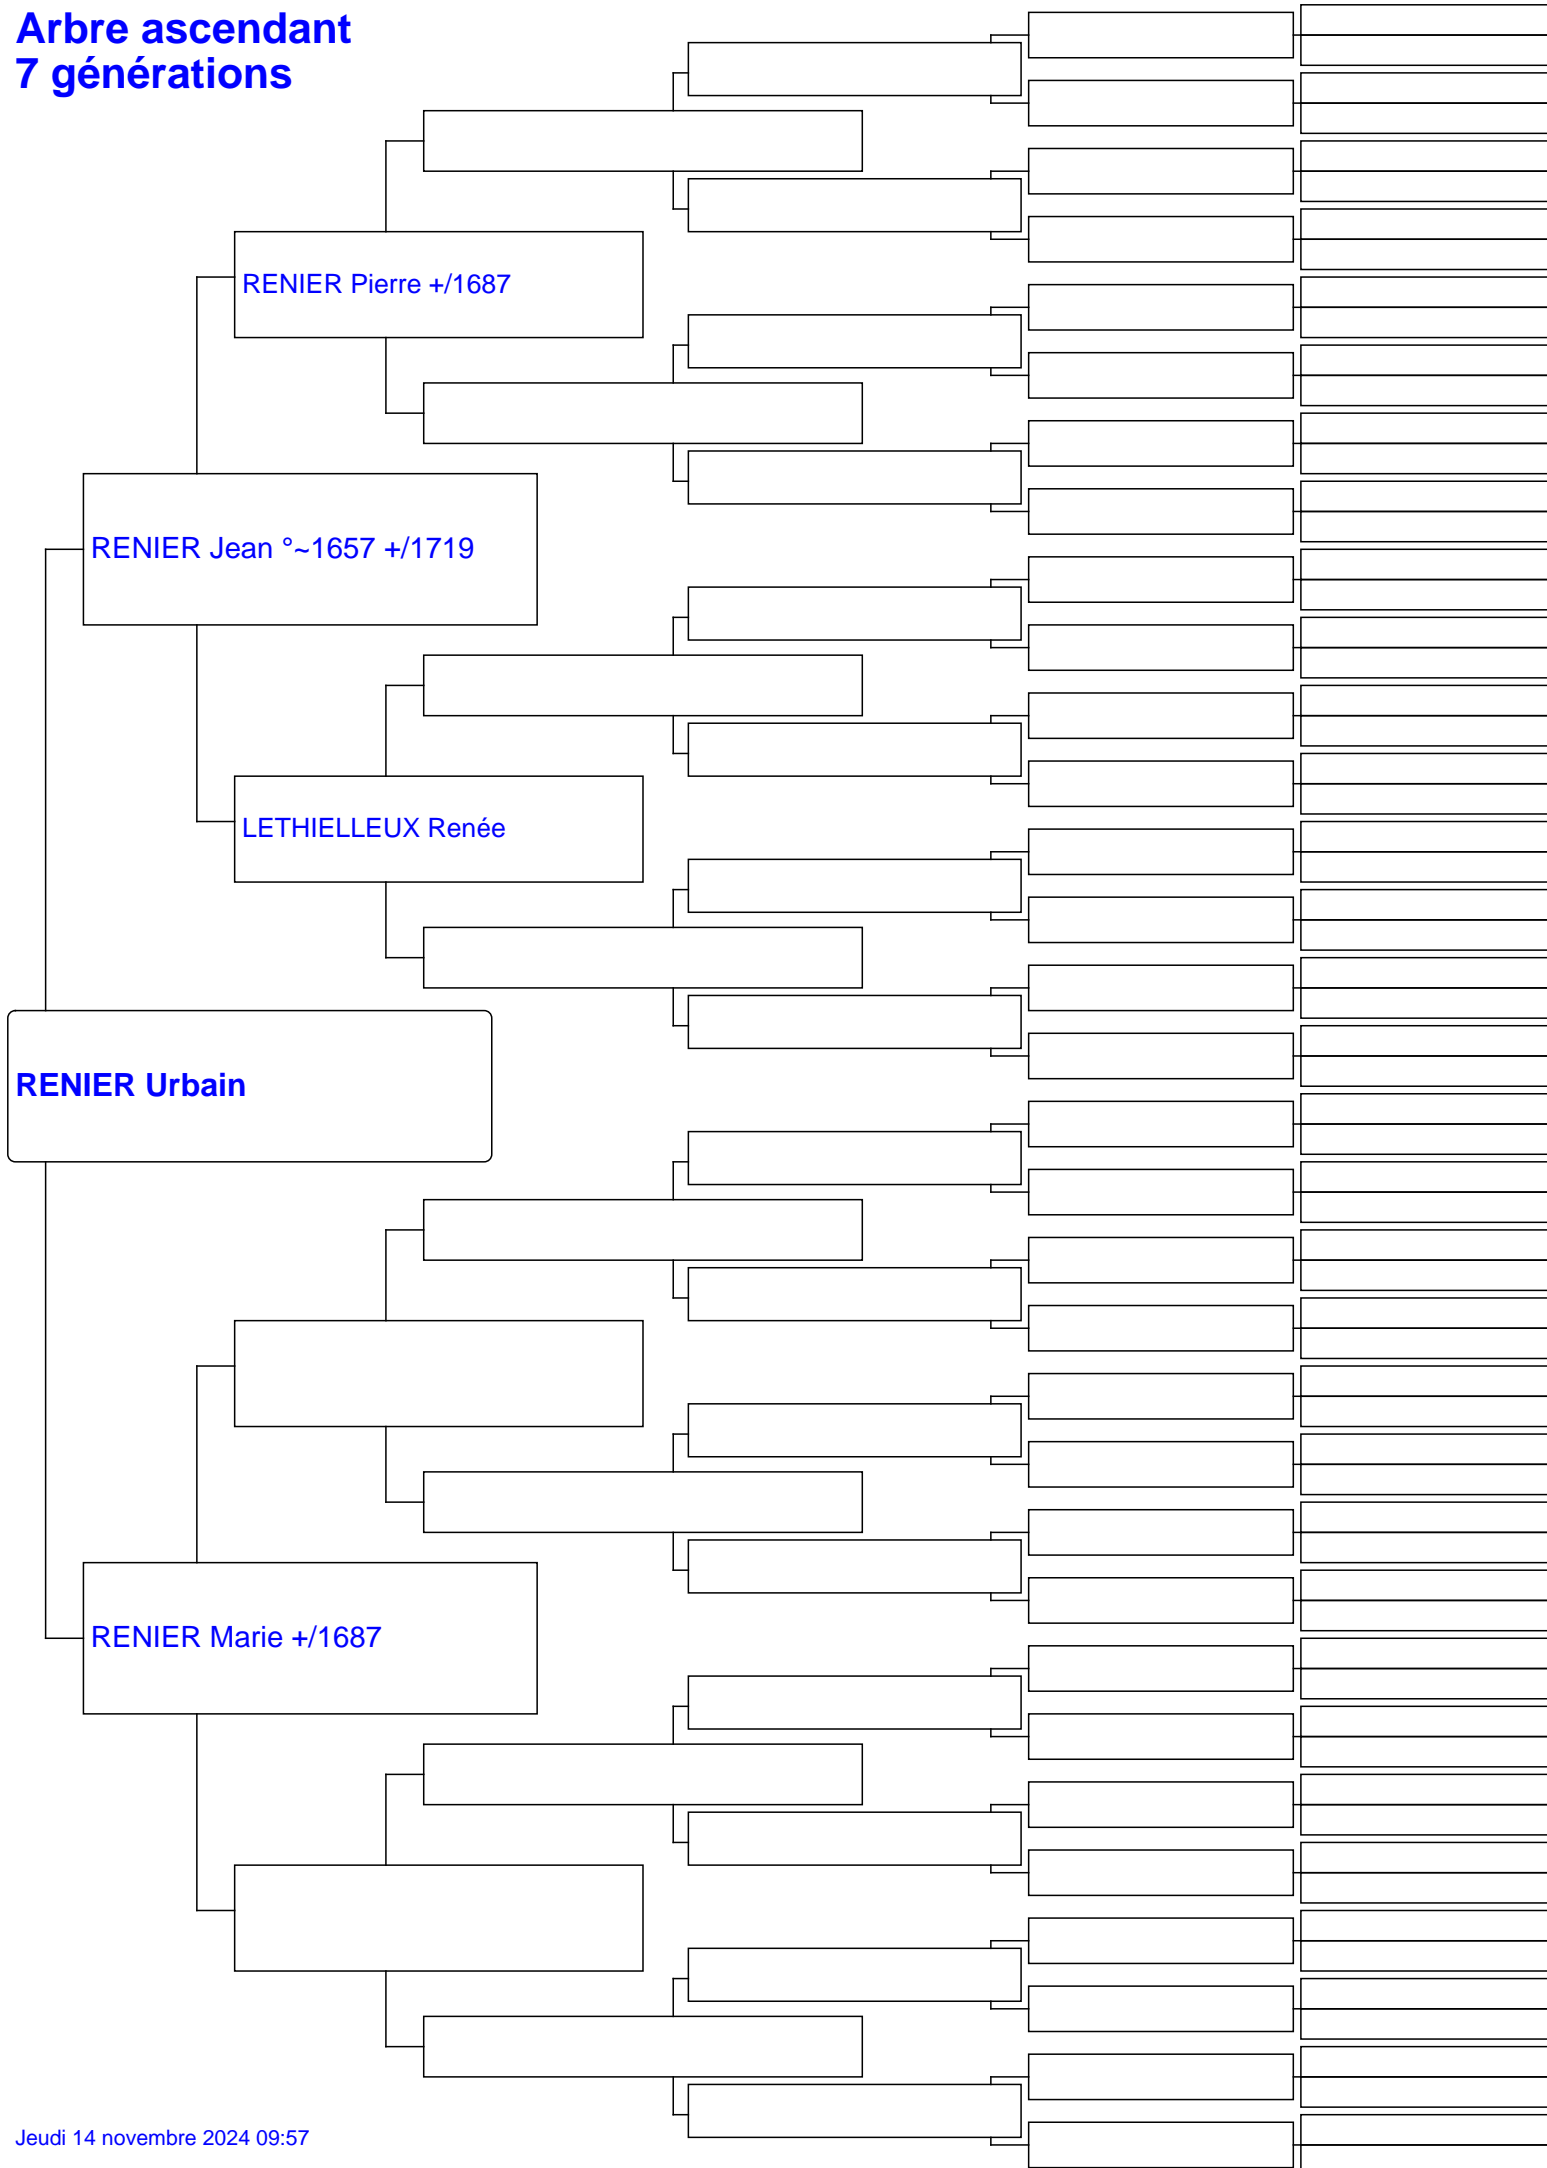 Arbre ascendant
7 générations
RENIER Pierre +/1687
RENIER Jean °~1657 +/1719
LETHIELLEUX Renée
RENIER Urbain
RENIER Marie +/1687
Jeudi 14 novembre 2024 09:57